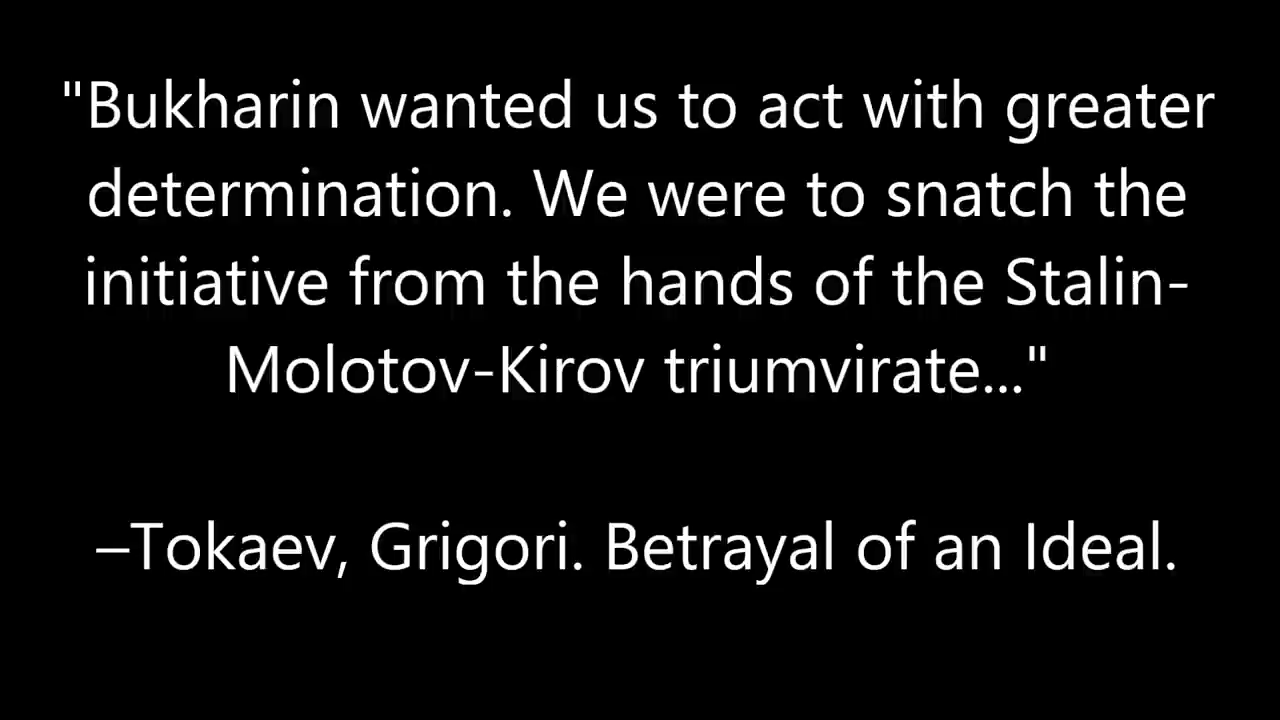 "Bukharin wanted us to act with greater
determination. We were to snatch the
initiative from the hands of the Stalin-
Molotov-Kirov triumvirate..."
–Tokaev, Grigori. Betrayal of an Ideal.